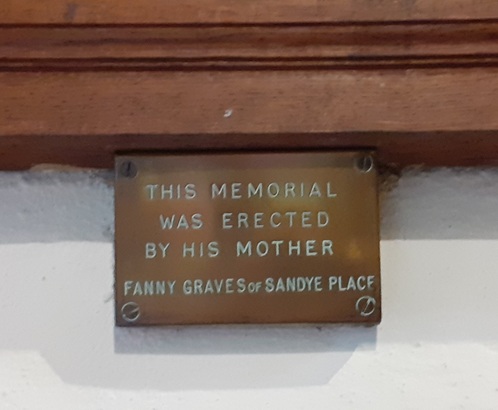 THIS MEMORIAL
WAS ERECTED
BY HIS MOTHER
FANNY GRAVES OF SANDYE PLACE